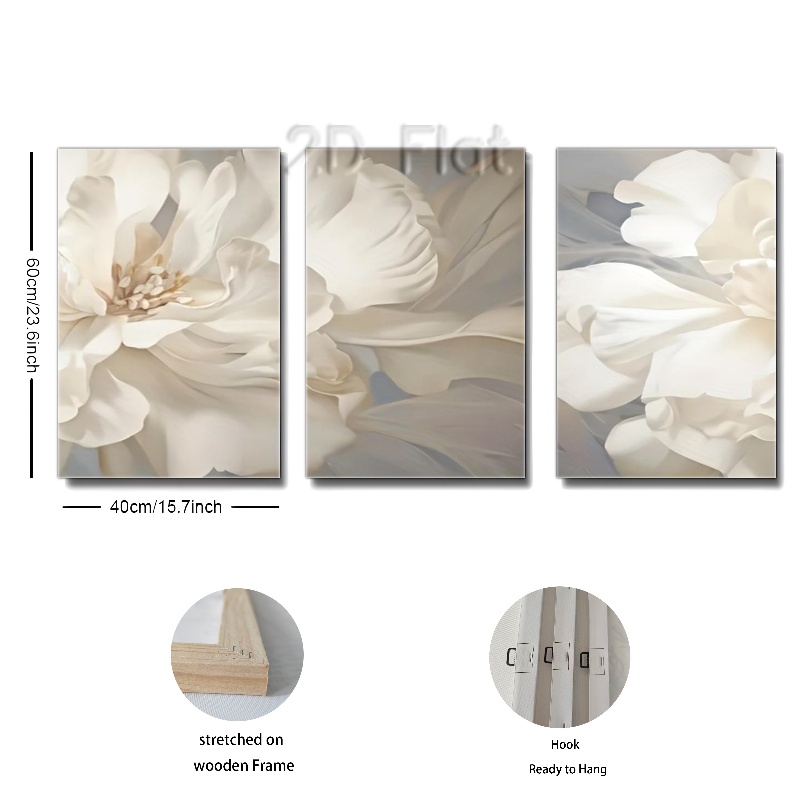 2D Flat
60cm/23.6inch
40cm/15.7inch
stretched on
wooden Frame
Hook
Ready to Hang